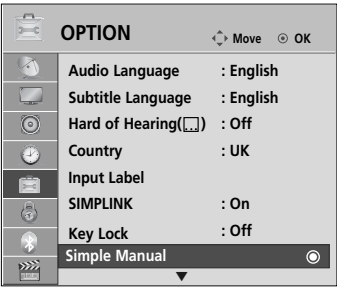 OPTION Move OK
Audio Language : English
Subtitle Language : English
Hard of Hearing( ) : Off
Country : UK
Input Label
SIMPLINK : On
Key Lock : Off
Simple Manual